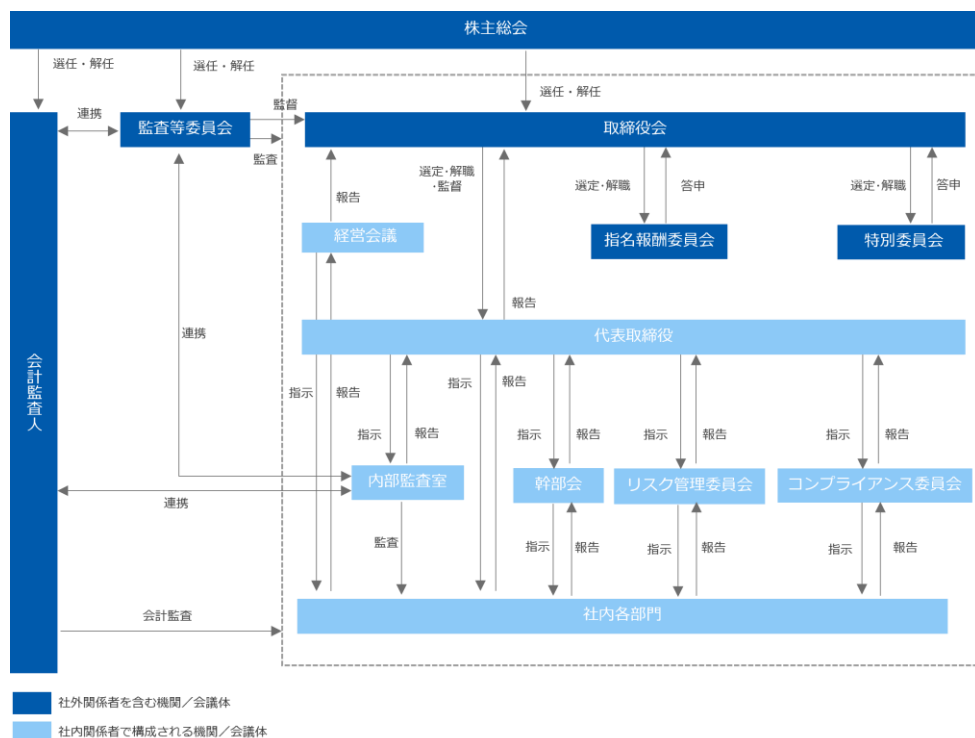 株主総会
選任・解任
選任・解任
選任・解任
連携
監査等委員会
監督
監査
取締役会
報告
選定・解職
・監督
選定・解職
答申
選定・解職
答申
経営会議
指名報酬委員会
特別委員会
報告
連携
代表取締役
会計監査人
指示
報告
指示
報告
指示
報告
指示
報告
指示
報告
指示
報告
内部監査室
幹部会
リスク管理委員会
コンプライアンス委員会
連携
監査
指示
報告
指示
報告
指示
報告
会計監査
社内各部門
社外関係者を含む機関／会議体
社内関係者で構成される機関／会議体